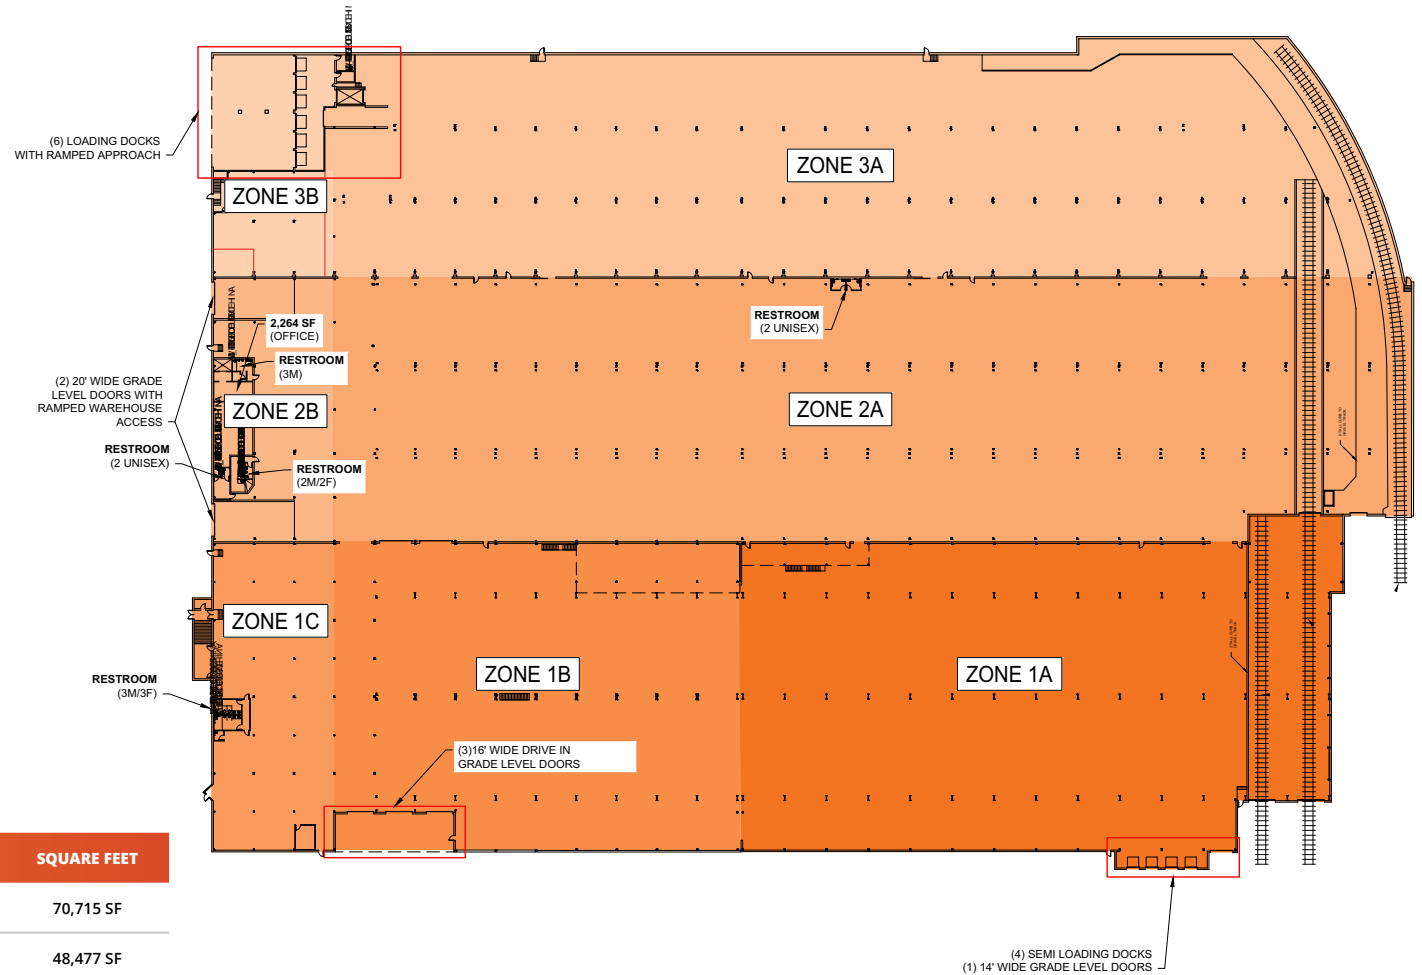 (6) LOADING DOCKS
WITH RAMPED APPROACH
ZONE 3B
ZONE 3A
2,264 SF
(OFFICE)
RESTROOM
(3M)
RESTROOM
(2 UNISEX)
(2) 20' WIDE GRADE
LEVEL DOORS WITH
RAMPED WAREHOUSE
ACCESS
ZONE 2B
ZONE 2A
RESTROOM
(2 UNISEX)
RESTROOM
(2M/2F)
ZONE 1C
ZONE 1B
ZONE 1A
RESTROOM
(3M/3F)
(3)16' WIDE DRIVE IN
GRADE LEVEL DOORS
SQUARE FEET
70,715 SF
48,477 SF
(4) SEMI LOADING DOCKS
(1) 14' WIDE GRADE LEVEL DOORS